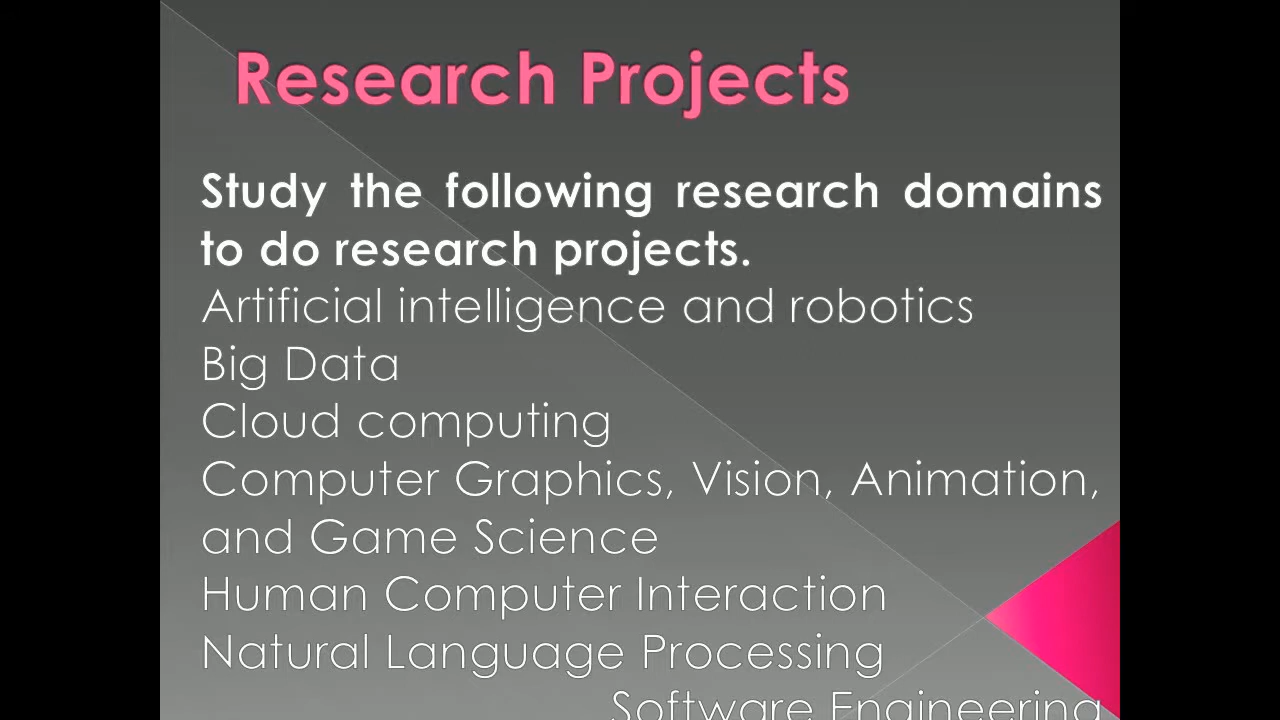 Research Projects
Study the following research domains
to do research projects.
Artificial intelligence and robotics
Big Data
Cloud computing
Computer Graphics, Vision, Animation,
and Game Science
Human Computer Interaction
Natural Language Processing
Software Engineering